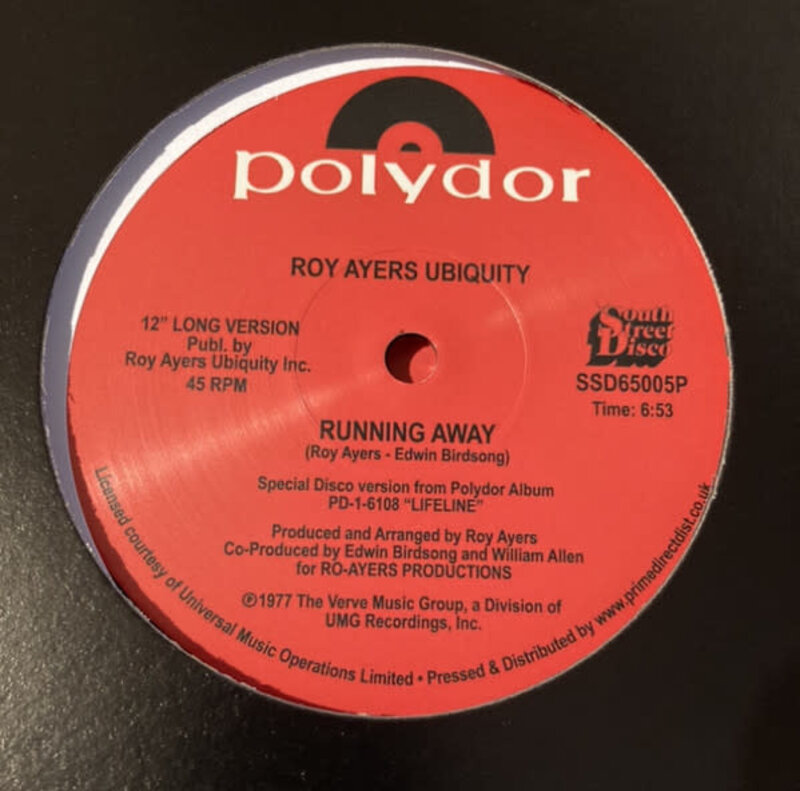 polydor
ROY AYERS UBIQUITY
12” LONG VERSION
Publ. by
Roy Ayers Ubiquity Inc.
45 RPM
South
Street
Disco
SSD65005P
Time: 6:53
RUNNING AWAY
(Roy Ayers - Edwin Birdsong)
Special Disco version from Polydor Album
PD-1-6108 “LIFELINE”
Produced and Arranged by Roy Ayers
Co-Produced by Edwin Birdsong and William Allen
for RO-AYERS PRODUCTIONS
℗1977 The Verve Music Group, a Division of
UMG Recordings, Inc.
Licensed courtesy of Universal Music Operations Limited • Pressed & Distributed by www.primedirectdist.co.uk